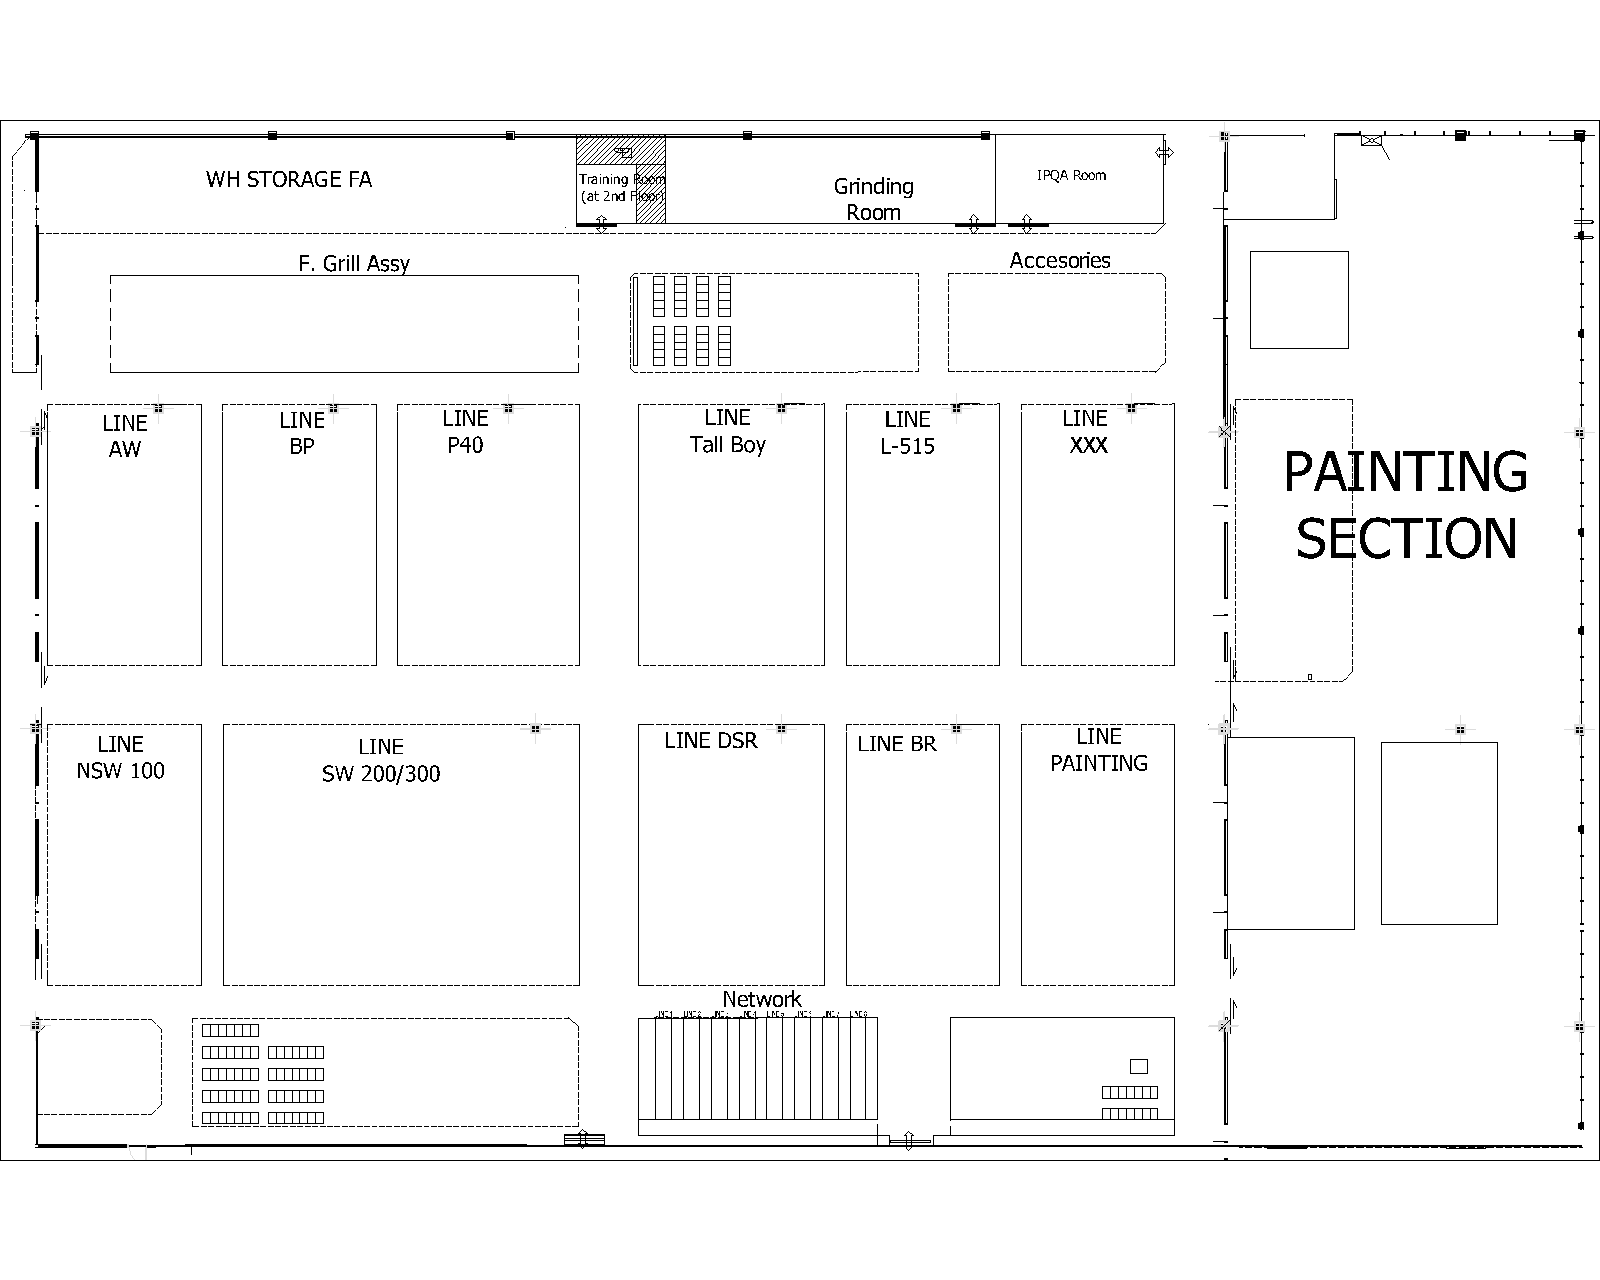 WH STORAGE FA
Training Room
(at 2nd Floor)
Grinding
Room
IPQA Room
F. Grill Assy
Accesories
LINE
AW
LINE
BP
LINE
P40
LINE
Tall Boy
LINE
L-515
LINE
XXX
PAINTING
SECTION
LINE
NSW 100
LINE
SW 200/300
LINE DSR
LINE BR
LINE
PAINTING
Network